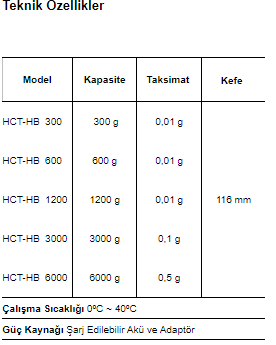 Teknik Özellikler
Model Kapasite Taksimat Kefe
HCT-HB 300 300 g 0,01 g
HCT-HB 600 600 g 0,01 g
HCT-HB 1200 1200 g 0,01 g 116 mm
HCT-HB 3000 3000 g 0,1 g
HCT-HB 6000 6000 g 0,5 g
Çalışma Sıcaklığı 0ºC ~ 40ºC
Güç Kaynağı Şarj Edilebilir Akü ve Adaptör